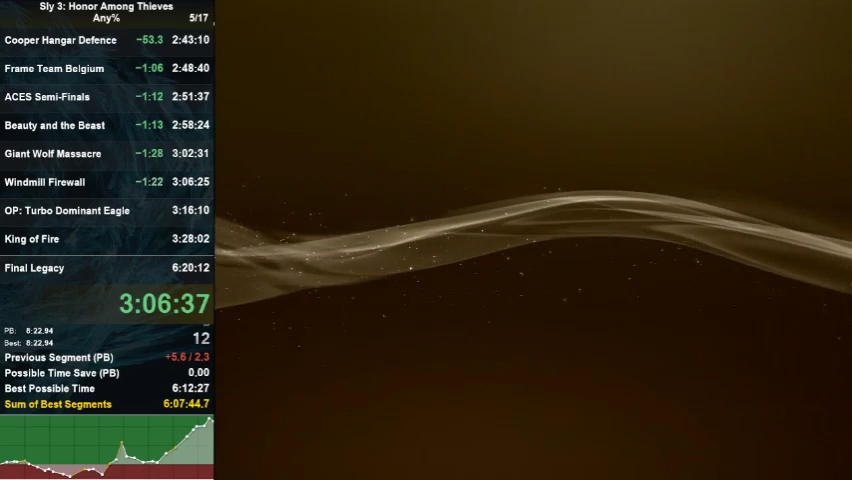 Sly 3: Honor Among Thieves
Any% 5/17
Cooper Hangar Defence −53.3 2:43:10
Frame Team Belgium −1:06 2:48:40
ACES Semi-Finals −1:12 2:51:37
Beauty and the Beast −1:13 2:58:24
Giant Wolf Massacre −1:28 3:02:31
Windmill Firewall −1:22 3:06:25
OP: Turbo Dominant Eagle 3:16:10
King of Fire 3:28:02
Final Legacy 6:20:12
3:06:37
PB: 8:22.94
Best: 8:22.94
12
Previous Segment (PB) +5.6 / 2.3
Possible Time Save (PB) 0.00
Best Possible Time 6:12:27
Sum of Best Segments 6:07:44.7